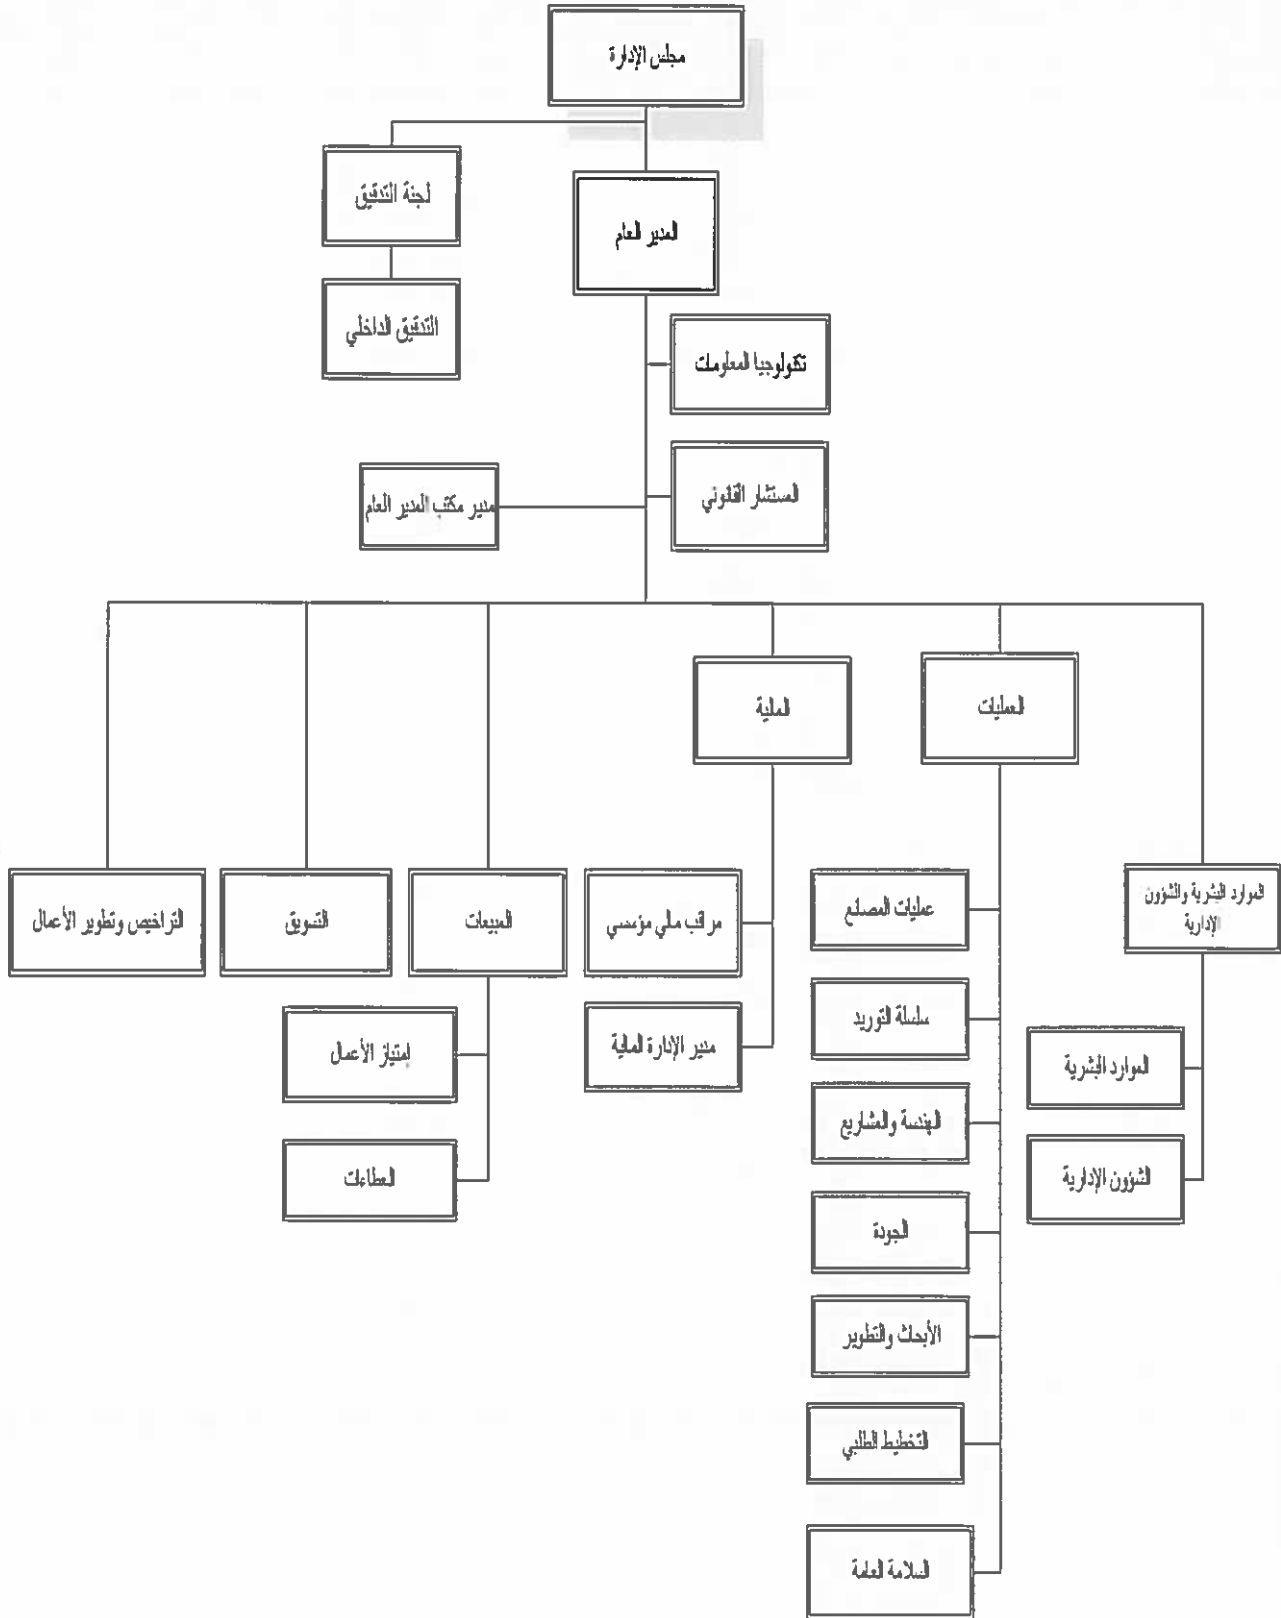 مجلس الإدارة
لجنة التدقيق
المدير العام
التدقيق الداخلي
تكنولوجيا المعلومات
المستشار القانوني
مدير مكتب المدير العام
العمليات
المالية
الموارد البشرية والشؤون
الإدارية
عمليات المصانع
مراقب مالي مؤسسي
المبيعات
التسويق
التراخيص وتطوير الأعمال
سلسلة التوريد
مدير الإدارة المالية
إمتياز الأعمال
الموارد البشرية
الهندسة والمشاريع
العطاءات
الشؤون الإدارية
الجودة
الأبحاث والتطوير
التخطيط الطلبي
السلامة العامة